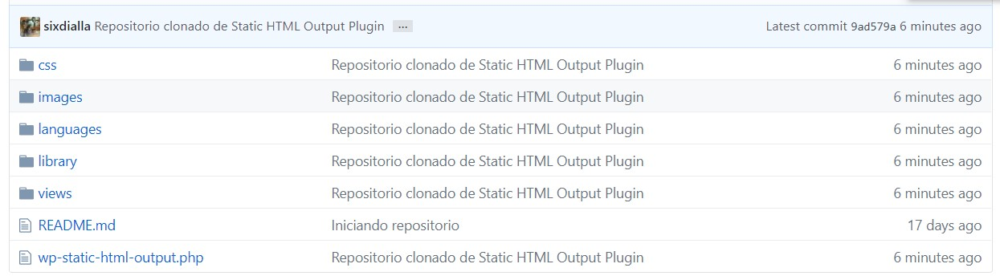 sixdialla Repositorio clonado de Static HTML Output Plugin ... Latest commit 9ad579a 6 minutes ago
css Repositorio clonado de Static HTML Output Plugin 6 minutes ago
images Repositorio clonado de Static HTML Output Plugin 6 minutes ago
languages Repositorio clonado de Static HTML Output Plugin 6 minutes ago
library Repositorio clonado de Static HTML Output Plugin 6 minutes ago
views Repositorio clonado de Static HTML Output Plugin 6 minutes ago
README.md Iniciando repositorio 17 days ago
wp-static-html-output.php Repositorio clonado de Static HTML Output Plugin 6 minutes ago